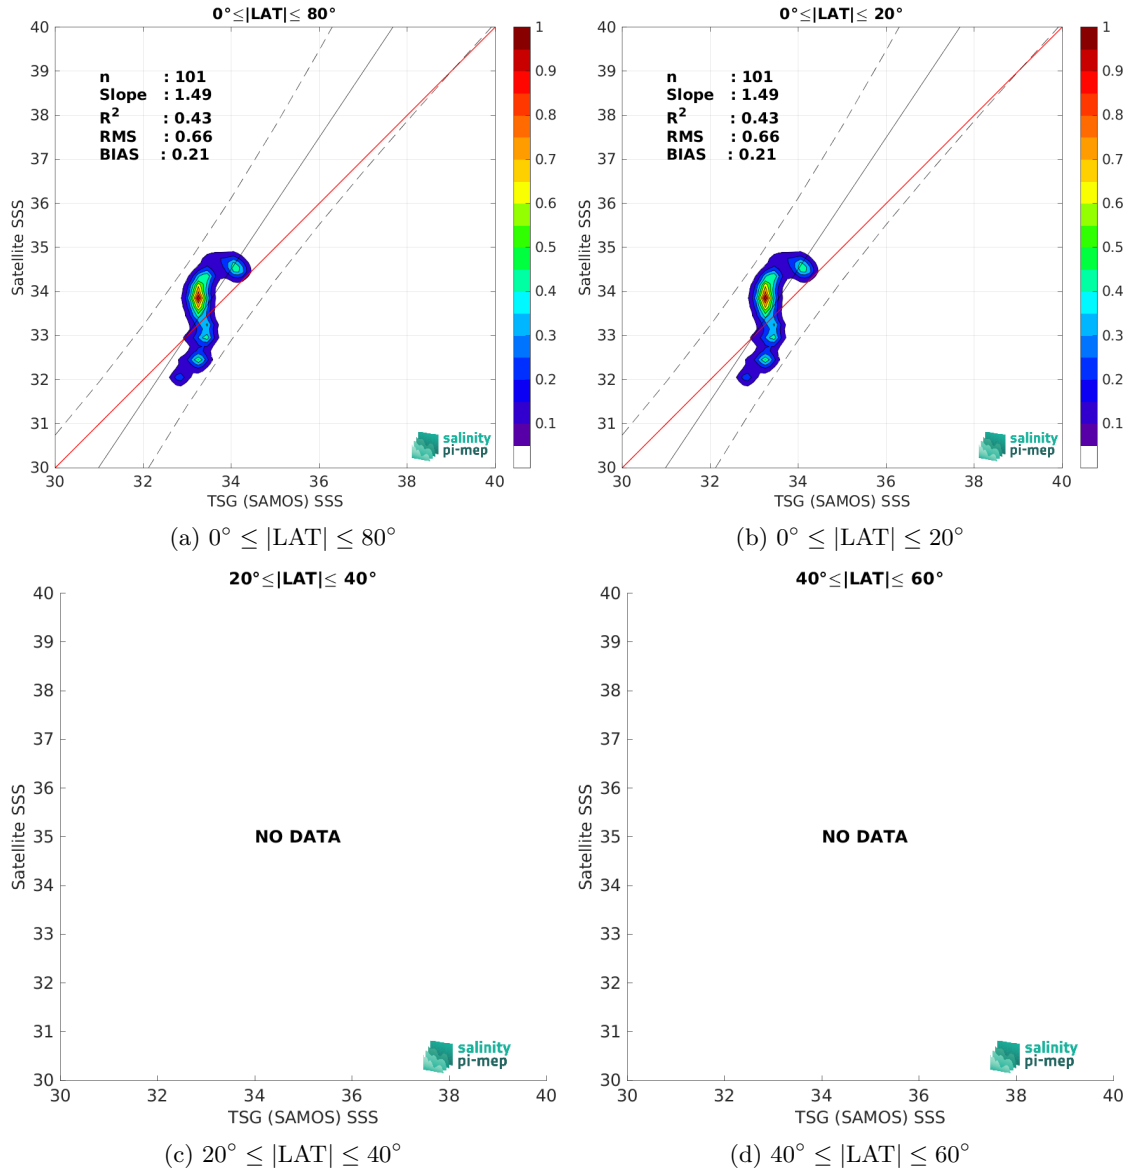 0°≤|LAT|≤ 80°
40
39
38
37
36
35
34
33
32
31
30
Satellite SSS
n : 101
Slope : 1.49
R² : 0.43
RMS : 0.66
BIAS : 0.21
salinity
pi-mep
30 32 34 36 38 40
TSG (SAMOS) SSS
1
0.9
0.8
0.7
0.6
0.5
0.4
0.3
0.2
0.1
(a) 0° ≤ |LAT| ≤ 80°
0°≤|LAT|≤ 20°
40
39
38
37
36
35
34
33
32
31
30
Satellite SSS
n : 101
Slope : 1.49
R² : 0.43
RMS : 0.66
BIAS : 0.21
salinity
pi-mep
30 32 34 36 38 40
TSG (SAMOS) SSS
1
0.9
0.8
0.7
0.6
0.5
0.4
0.3
0.2
0.1
(b) 0° ≤ |LAT| ≤ 20°
20°≤|LAT|≤ 40°
40
39
38
37
36
35
34
33
32
31
30
Satellite SSS
NO DATA
salinity
pi-mep
30 32 34 36 38 40
TSG (SAMOS) SSS
(c) 20° ≤ |LAT| ≤ 40°
40°≤|LAT|≤ 60°
40
39
38
37
36
35
34
33
32
31
30
Satellite SSS
NO DATA
salinity
pi-mep
30 32 34 36 38 40
TSG (SAMOS) SSS
(d) 40° ≤ |LAT| ≤ 60°